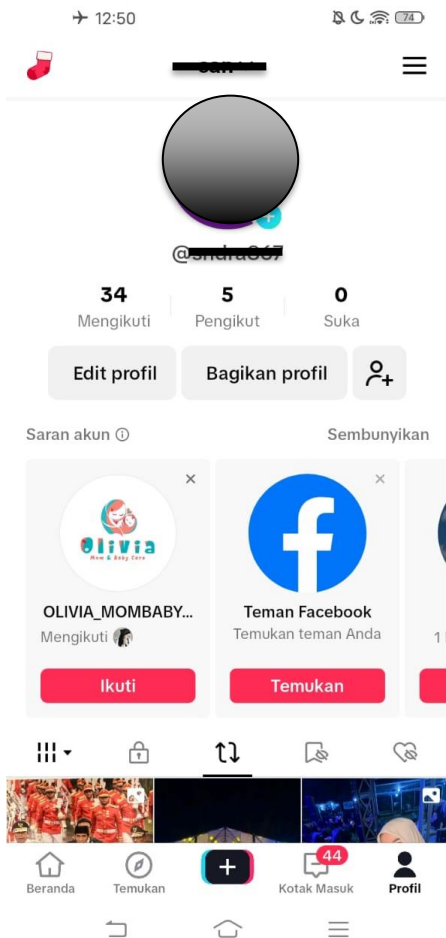 12:50
74
34
5
0
Mengikuti
Pengikut
Suka
Edit profil
Bagikan profil
Saran akun
Sembunyikan
Olivia
Mom & Baby Care
OLIVIA_MOMBABY...
Mengikuti
Ikuti
Teman Facebook
Temukan teman Anda
Temukan
1
44
Beranda
Temukan
Kotak Masuk
Profil